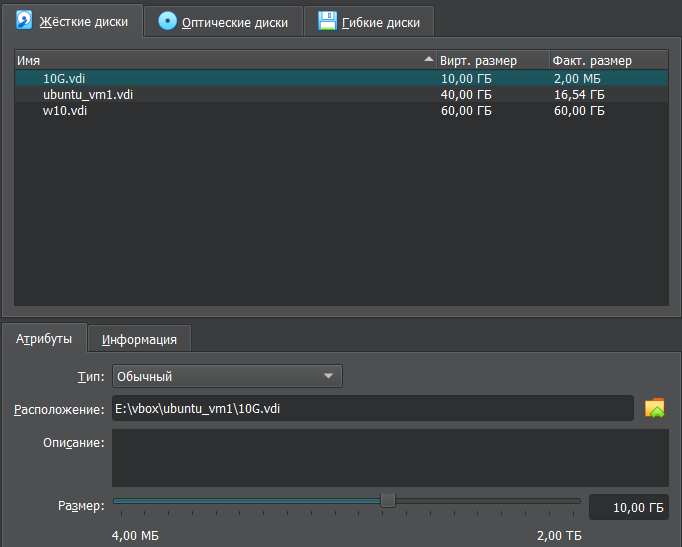 Жёсткие диски Оптические диски Гибкие диски
Имя Вирт. размер Факт. размер
10G.vdi 10,00 ГБ 2,00 МБ
ubuntu_vm1.vdi 40,00 ГБ 16,54 ГБ
w10.vdi 60,00 ГБ 60,00 ГБ
Атрибуты Информация
Тип: Обычный
Расположение: E:\vbox\ubuntu_vm1\10G.vdi
Описание:
Размер: 10,00 ГБ
4,00 МБ 2,00 ТБ